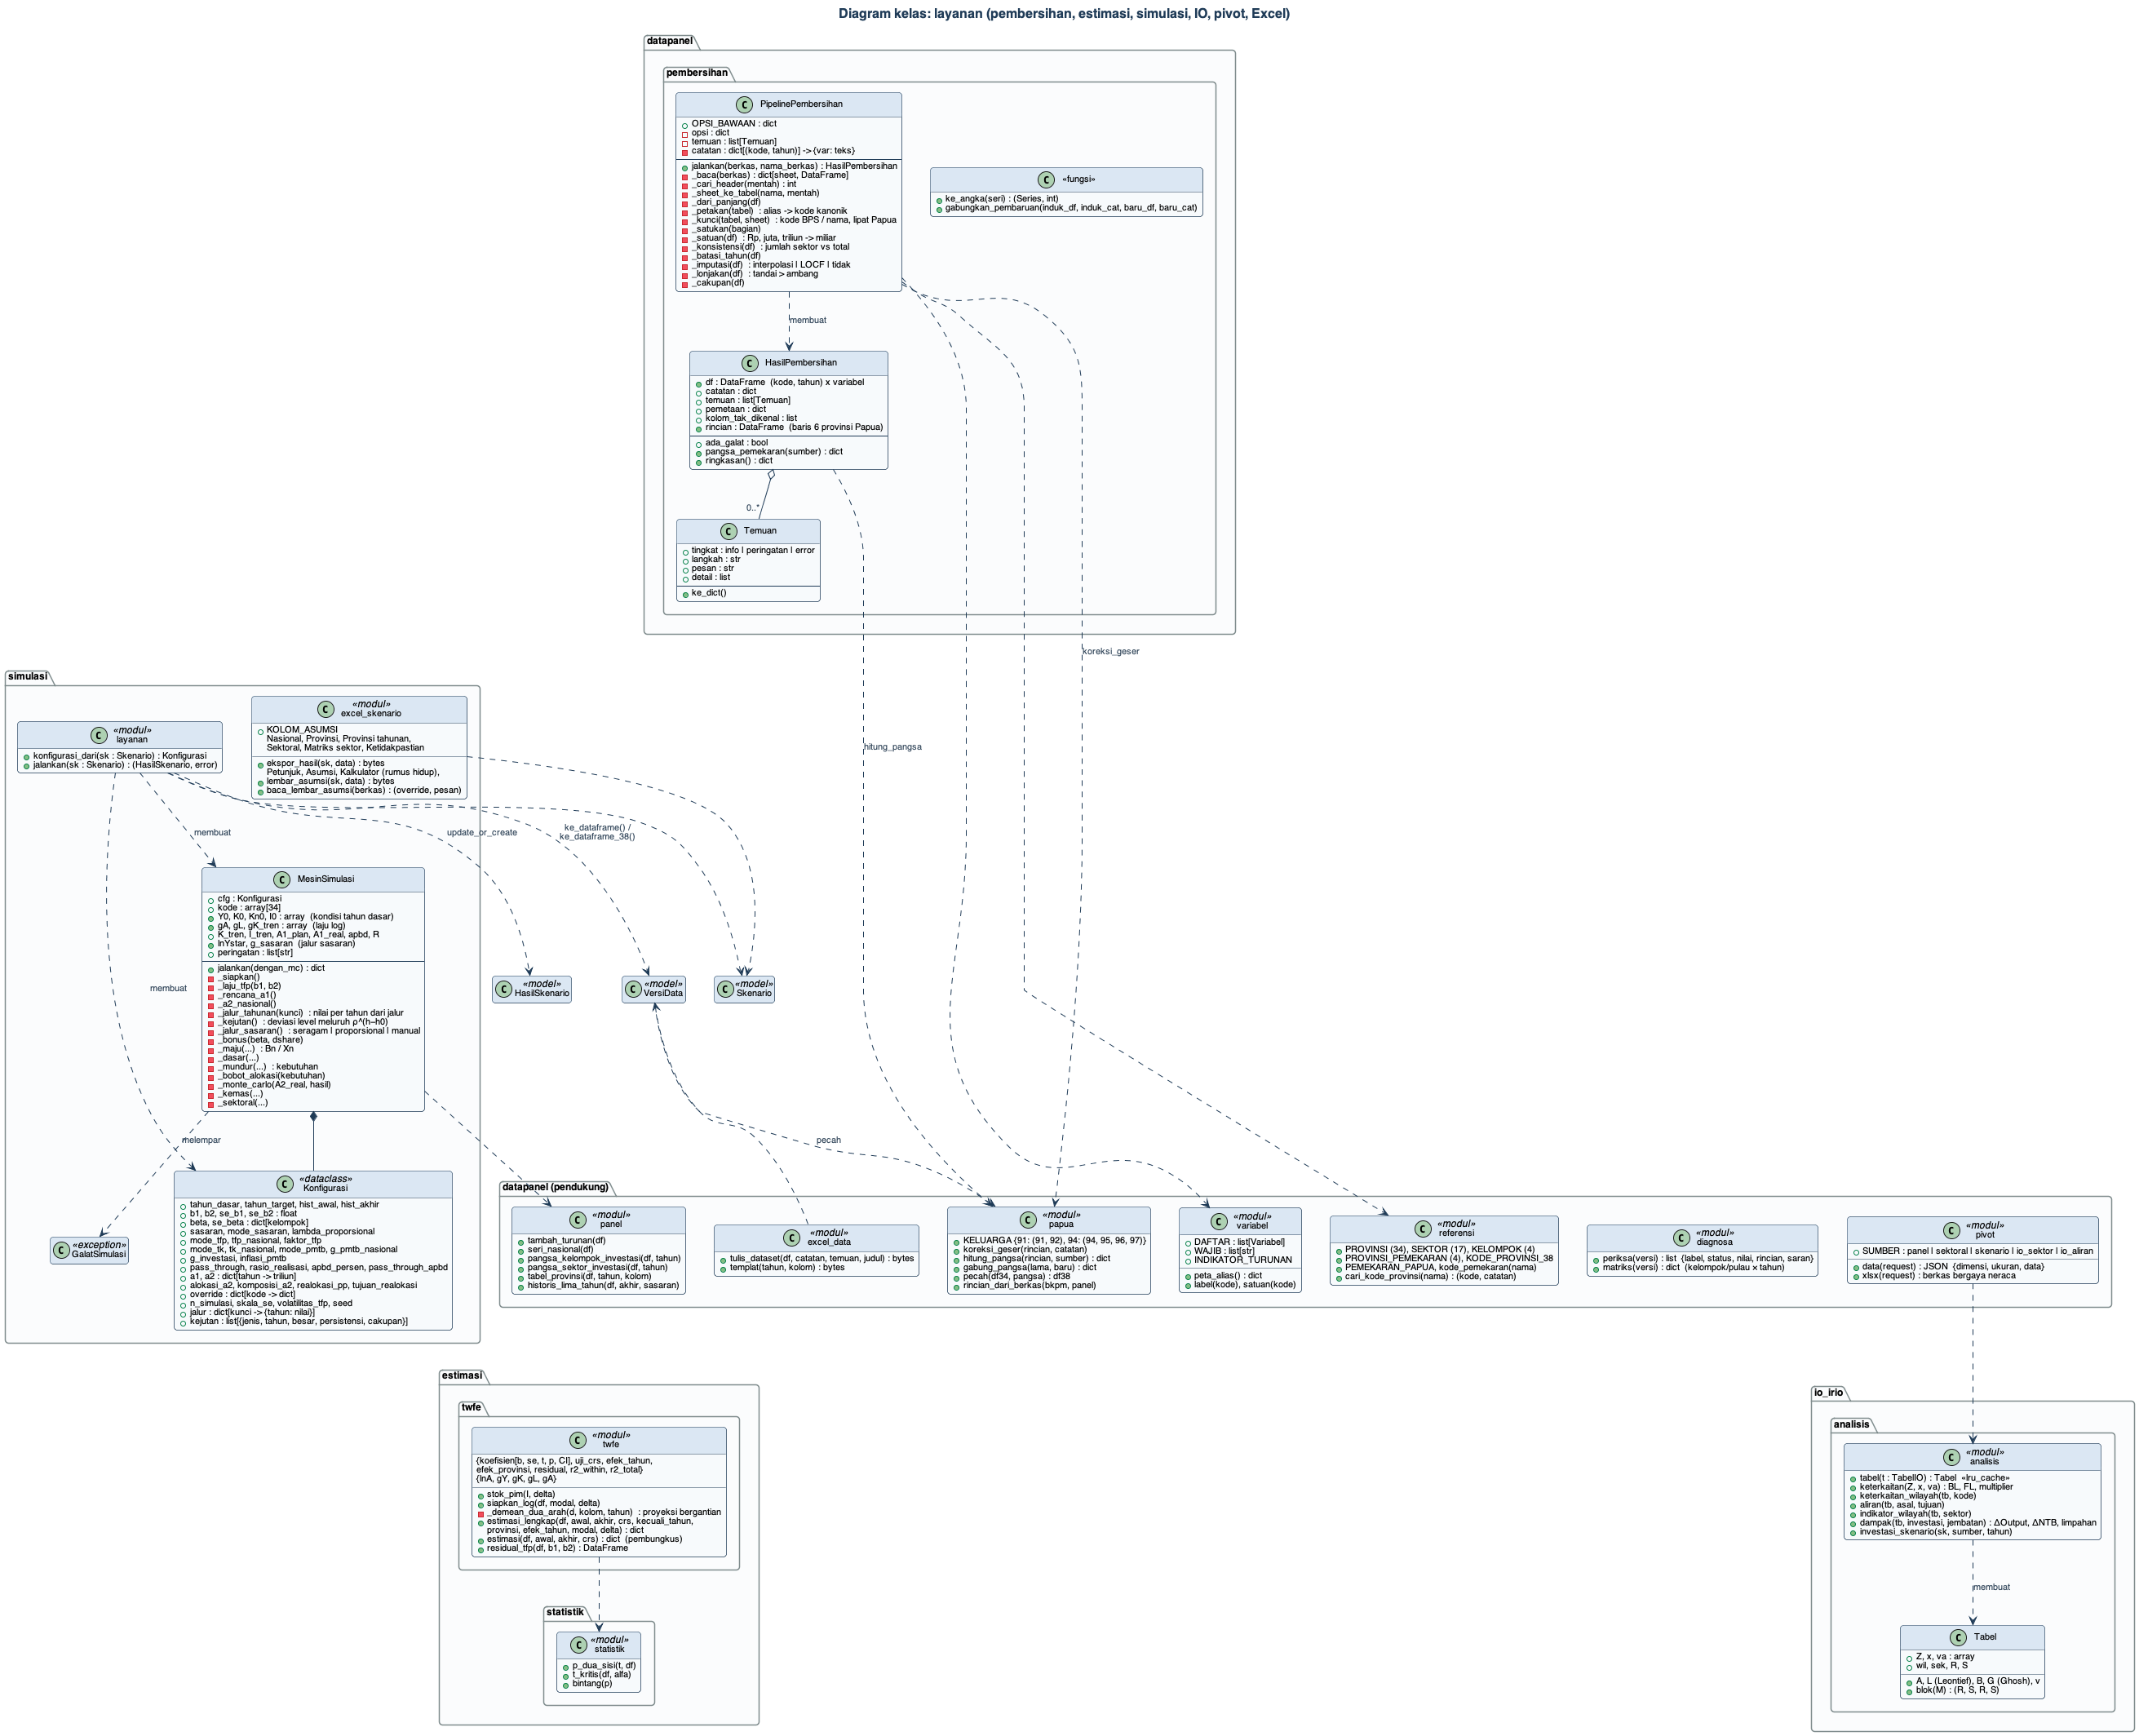 Diagram kelas: layanan (pembersihan, estimasi, simulasi, IO, pivot, Excel)
datapanel
pembersihan
C PipelinePembersihan
OPSI_BAWAAN : dict
opsi : dict
temuan : list[Temuan]
catatan : dict[(kode, tahun)] -> {var: teks}
jalankan(berkas, nama_berkas) : HasilPembersihan
_baca(berkas) : dict[sheet, DataFrame]
_cari_header(mentah) : int
_sheet_ke_tabel(nama, mentah)
_dari_panjang(df)
_petakan(tabel) : alias -> kode kanonik
_kunci(tabel, sheet) : kode BPS / nama, lipat Papua
_satukan(bagian)
_satuan(df) : Rp, juta, triliun -> miliar
_konsistensi(df) : jumlah sektor vs total
_batasi_tahun(df)
_imputasi(df) : interpolasi | LOCF | tidak
_lonjakan(df) : tandai > ambang
_cakupan(df)
C «fungsi»
ke_angka(seri) : (Series, int)
gabungkan_pembaruan(induk_df, induk_cat, baru_df, baru_cat)
membuat
C HasilPembersihan
df : DataFrame (kode, tahun) x variabel
catatan : dict
temuan : list[Temuan]
pemetaan : dict
kolom_tak_dikenal : list
rincian : DataFrame (baris 6 provinsi Papua)
ada_galat : bool
pangsa_pemekaran(sumber) : dict
ringkasan() : dict
0..*
C Temuan
tingkat : info | peringatan | error
langkah : str
pesan : str
detail : list
ke_dict()
koreksi_geser
hitung_pangsa
simulasi
C «modul»
layanan
konfigurasi_dari(sk : Skenario) : Konfigurasi
jalankan(sk : Skenario) : (HasilSkenario, error)
C «modul»
excel_skenario
KOLOM_ASUMSI
Nasional, Provinsi, Provinsi tahunan,
Sektoral, Matriks sektor, Ketidakpastian
ekspor_hasil(sk, data) : bytes
Petunjuk, Asumsi, Kalkulator (rumus hidup),
lembar_asumsi(sk, data) : bytes
baca_lembar_asumsi(berkas) : (override, pesan)
membuat
update_or_create
ke_dataframe() /
ke_dataframe_38()
C MesinSimulasi
cfg : Konfigurasi
kode : array[34]
Y0, K0, Kn0, I0 : array (kondisi tahun dasar)
gA, gL, gK_tren : array (laju log)
K_tren, I_tren, A1_plan, A1_real, apbd, R
lnYstar, g_sasaran (jalur sasaran)
peringatan : list[str]
jalankan(dengan_mc) : dict
_siapkan()
_laju_tfp(b1, b2)
_rencana_a1()
_a2_nasional()
_jalur_tahunan(kunci) : nilai per tahun dari jalur
_kejutan() : deviasi level meluruh ρ^(h−h0)
_jalur_sasaran() : seragam | proporsional | manual
_bonus(beta, dshare)
_maju(...) : Bn / Xn
_dasar(...)
_mundur(...) : kebutuhan
_bobot_alokasi(kebutuhan)
_monte_carlo(A2_real, hasil)
_kemas(...)
_sektoral(...)
membuat
C «model»
HasilSkenario
C «model»
VersiData
C «model»
Skenario
melempar
pecah
C «exception»
GalatSimulasi
C «dataclass»
Konfigurasi
tahun_dasar, tahun_target, hist_awal, hist_akhir
b1, b2, se_b1, se_b2 : float
beta, se_beta : dict[kelompok]
sasaran, mode_sasaran, lambda_proporsional
mode_tfp, tfp_nasional, faktor_tfp
mode_tk, tk_nasional, mode_pmtb, g_pmtb_nasional
g_investasi, inflasi_pmtb
pass_through, rasio_realisasi, apbd_persen, pass_through_apbd
a1, a2 : dict[tahun -> triliun]
alokasi_a2, komposisi_a2, realokasi_pp, tujuan_realokasi
override : dict[kode -> dict]
n_simulasi, skala_se, volatilitas_tfp, seed
jalur : dict[kunci -> {tahun: nilai}]
kejutan : list[{jenis, tahun, besar, persistensi, cakupan}]
datapanel (pendukung)
C «modul»
panel
tambah_turunan(df)
seri_nasional(df)
pangsa_kelompok_investasi(df, tahun)
pangsa_sektor_investasi(df, tahun)
tabel_provinsi(df, tahun, kolom)
historis_lima_tahun(df, akhir, sasaran)
C «modul»
excel_data
tulis_dataset(df, catatan, temuan, judul) : bytes
templat(tahun, kolom) : bytes
C «modul»
papua
KELUARGA {91: (91, 92), 94: (94, 95, 96, 97)}
koreksi_geser(rincian, catatan)
hitung_pangsa(rincian, sumber) : dict
gabung_pangsa(lama, baru) : dict
pecah(df34, pangsa) : df38
rincian_dari_berkas(bkpm, panel)
C «modul»
variabel
DAFTAR : list[Variabel]
WAJIB : list[str]
INDIKATOR_TURUNAN
peta_alias() : dict
label(kode), satuan(kode)
C «modul»
referensi
PROVINSI (34), SEKTOR (17), KELOMPOK (4)
PROVINSI_PEMEKARAN (4), KODE_PROVINSI_38
PEMEKARAN_PAPUA, kode_pemekaran(nama)
cari_kode_provinsi(nama) : (kode, catatan)
C «modul»
diagnosa
periksa(versi) : list {label, status, nilai, rincian, saran}
matriks(versi) : dict (kelompok/pulau × tahun)
C «modul»
pivot
SUMBER : panel | sektoral | skenario | io_sektor | io_aliran
data(request) : JSON {dimensi, ukuran, data}
xlsx(request) : berkas bergaya neraca
estimasi
twfe
C «modul»
twfe
{koefisien[b, se, t, p, CI], uji_crs, efek_tahun,
efek_provinsi, residual, r2_within, r2_total}
{lnA, gY, gK, gL, gA}
stok_pim(I, delta)
siapkan_log(df, modal, delta)
_demean_dua_arah(d, kolom, tahun) : proyeksi bergantian
estimasi_lengkap(df, awal, akhir, crs, kecuali_tahun,
provinsi, efek_tahun, modal, delta) : dict
estimasi(df, awal, akhir, crs) : dict (pembungkus)
residual_tfp(df, b1, b2) : DataFrame
statistik
C «modul»
statistik
p_dua_sisi(t, df)
t_kritis(df, alfa)
bintang(p)
io_irio
analisis
C «modul»
analisis
tabel(t : TabelIO) : Tabel «lru_cache»
keterkaitan(Z, x, va) : BL, FL, multiplier
keterkaitan_wilayah(tb, kode)
aliran(tb, asal, tujuan)
indikator_wilayah(tb, sektor)
dampak(tb, investasi, jembatan) : ΔOutput, ΔNTB, limpahan
investasi_skenario(sk, sumber, tahun)
membuat
C Tabel
Z, x, va : array
wil, sek, R, S
A, L (Leontief), B, G (Ghosh), v
blok(M) : (R, S, R, S)